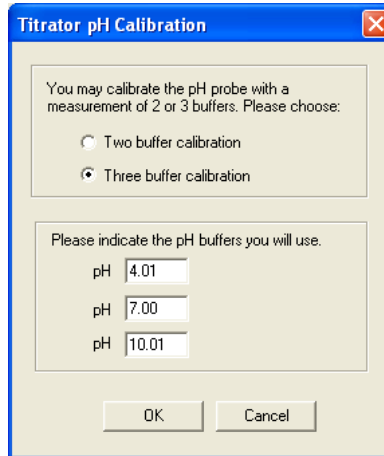 Titrator pH Calibration
You may calibrate the pH probe with a
measurement of 2 or 3 buffers. Please choose:
Two buffer calibration
Three buffer calibration
Please indicate the pH buffers you will use.
pH 4.01
pH 7.00
pH 10.01
OK Cancel